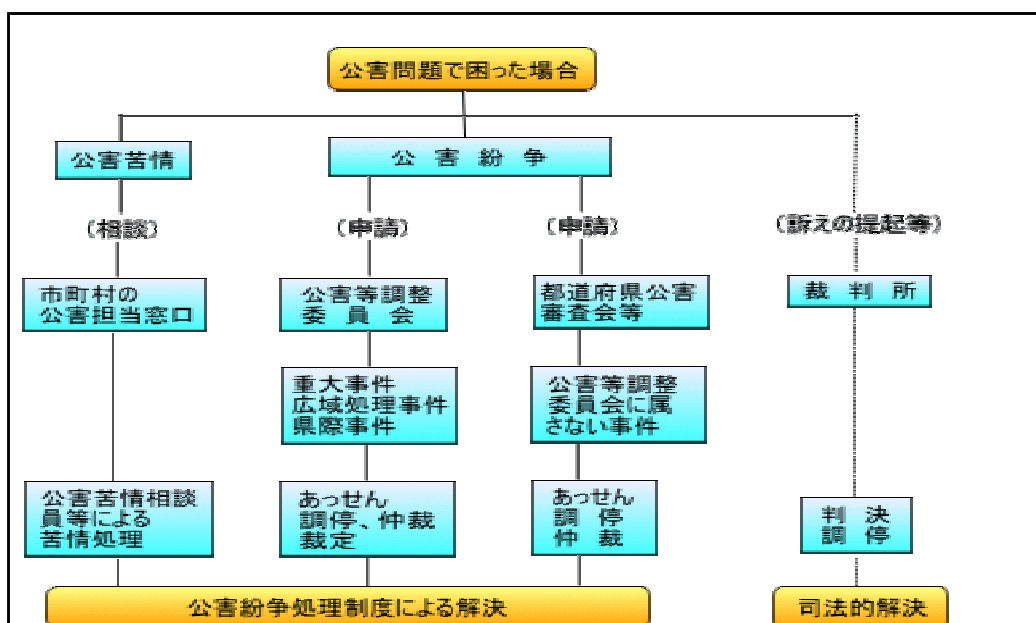 公害問題で困った場合
公害苦情
公害紛争
（相談）
（申請）
（申請）
（訴えの提起等）
市町村の
公害担当窓口
公害等調整
委員会
都道府県公害
審査会等
裁判所
重大事件
広域処理事件
県際事件
公害等調整
委員会に属
さない事件
公害苦情相談
員等による
苦情処理
あっせん
調停、仲裁
裁定
あっせん
調停
仲裁
判決
調停
公害紛争処理制度による解決
司法的解決